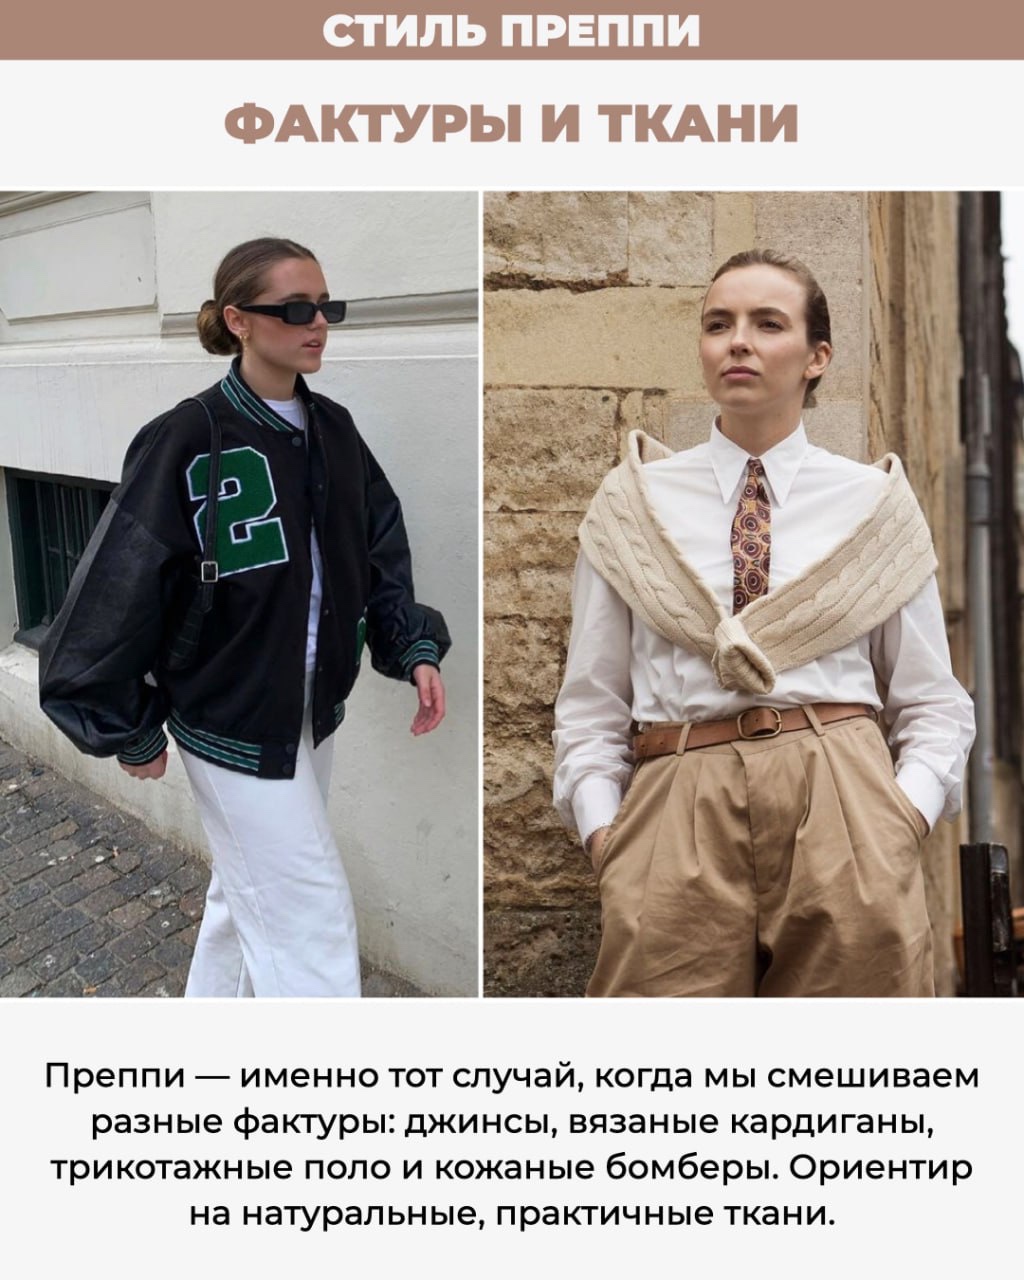 СТИЛЬ ПРЕППИ
ФАКТУРЫ И ТКАНИ
2
Преппи — именно тот случай, когда мы смешиваем
разные фактуры: джинсы, вязаные кардиганы,
трикотажные поло и кожаные бомберы. Ориентир
на натуральные, практичные ткани.